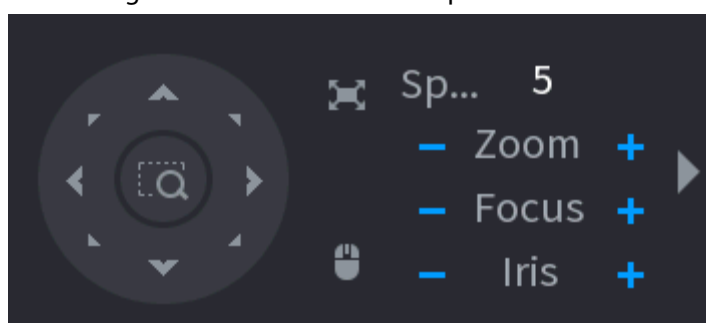 Sp... 5
– Zoom +
– Focus +
– Iris +